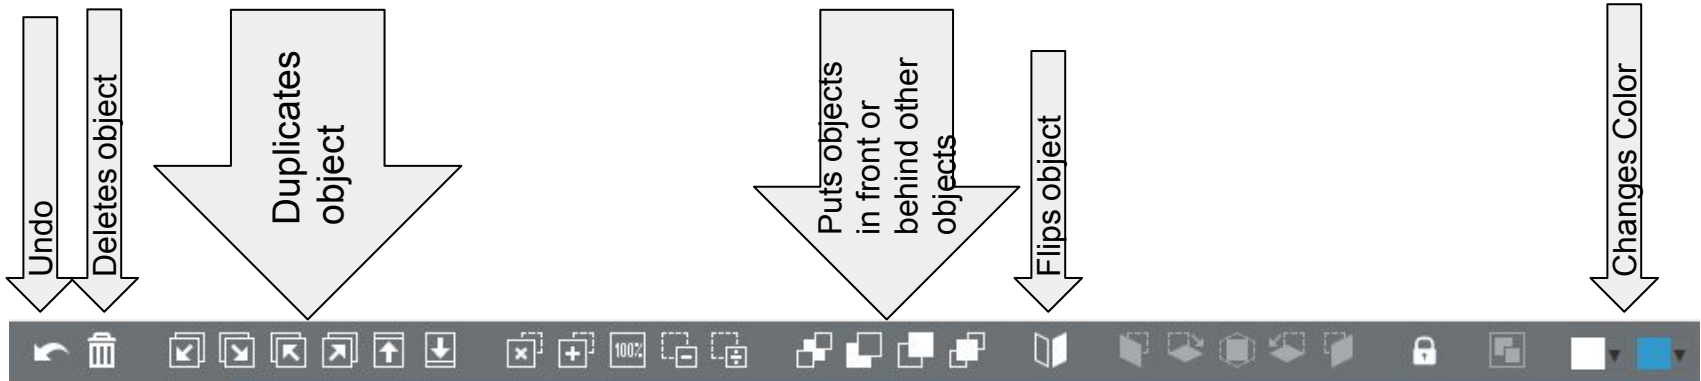 Undo
Deletes object
Duplicates
object
Puts objects
in front or
behind other
objects
Flips object
Changes Color
100%